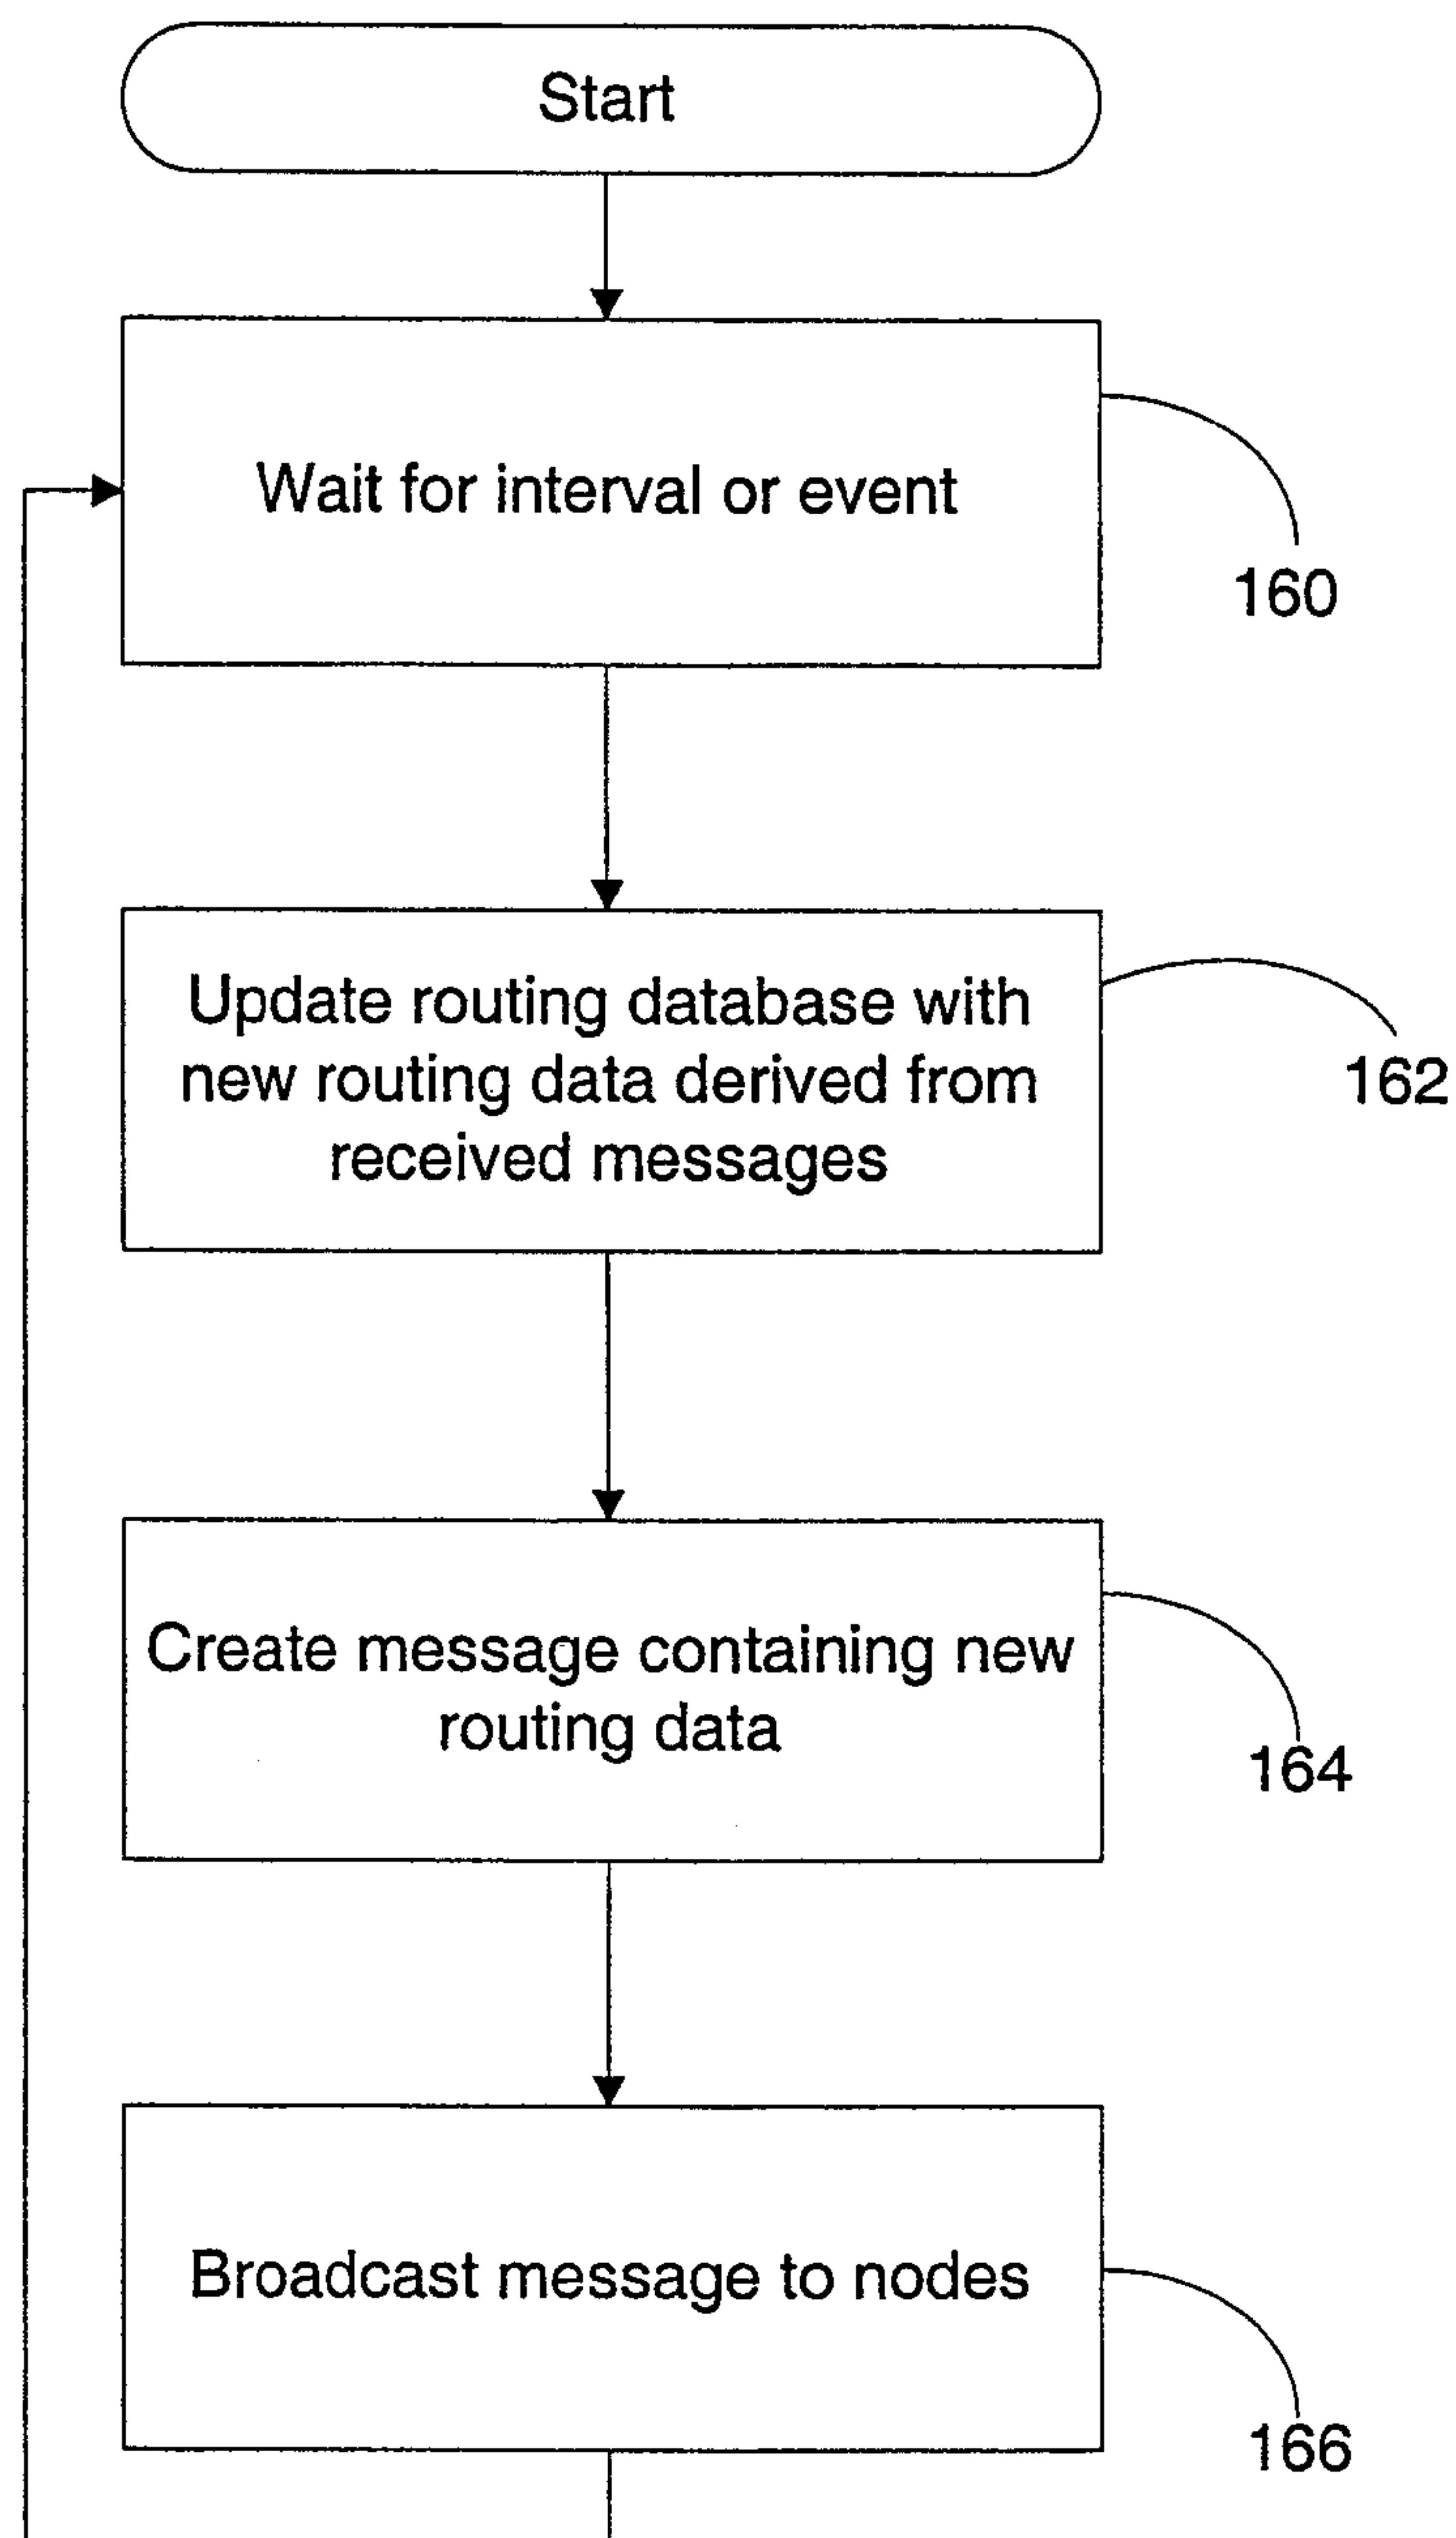 Start
Wait for interval or event
160
Update routing database with
new routing data derived from
received messages
162
Create message containing new
routing data
164
Broadcast message to nodes
166